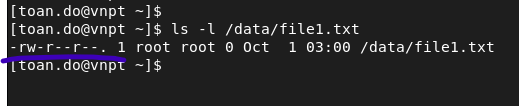 [toan.do@vnpt ~]$
[toan.do@vnpt ~]$ ls -l /data/file1.txt
-rw-r--r--. 1 root root 0 Oct  1 03:00 /data/file1.txt
[toan.do@vnpt ~]$